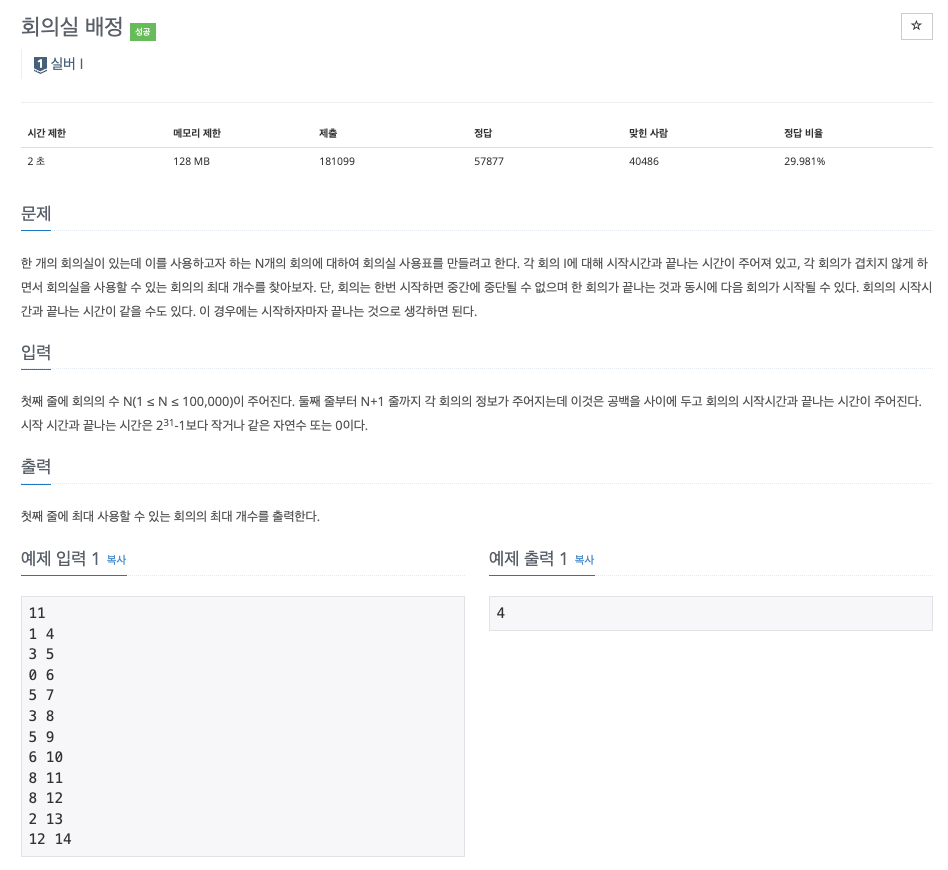 회의실 배정 성공
☆
1 실버 I
시간 제한 메모리 제한 제출 정답 맞힌 사람 정답 비율
2 초 128 MB 181099 57877 40486 29.981%
문제
한 개의 회의실이 있는데 이를 사용하고자 하는 N개의 회의에 대하여 회의실 사용표를 만들려고 한다. 각 회의 I에 대해 시작시간과 끝나는 시간이 주어져 있고, 각 회의가 겹치지 않게 하
면서 회의실을 사용할 수 있는 회의의 최대 개수를 찾아보자. 단, 회의는 한번 시작하면 중간에 중단될 수 없으며 한 회의가 끝나는 것과 동시에 다음 회의가 시작될 수 있다. 회의의 시작시
간과 끝나는 시간이 같을 수도 있다. 이 경우에는 시작하자마자 끝나는 것으로 생각하면 된다.
입력
첫째 줄에 회의의 수 N(1 ≤ N ≤ 100,000)이 주어진다. 둘째 줄부터 N+1 줄까지 각 회의의 정보가 주어지는데 이것은 공백을 사이에 두고 회의의 시작시간과 끝나는 시간이 주어진다.
시작 시간과 끝나는 시간은 2³¹-1보다 작거나 같은 자연수 또는 0이다.
출력
첫째 줄에 최대 사용할 수 있는 회의의 최대 개수를 출력한다.
예제 입력 1 복사
11
1 4
3 5
0 6
5 7
3 8
5 9
6 10
8 11
8 12
2 13
12 14
예제 출력 1 복사
4